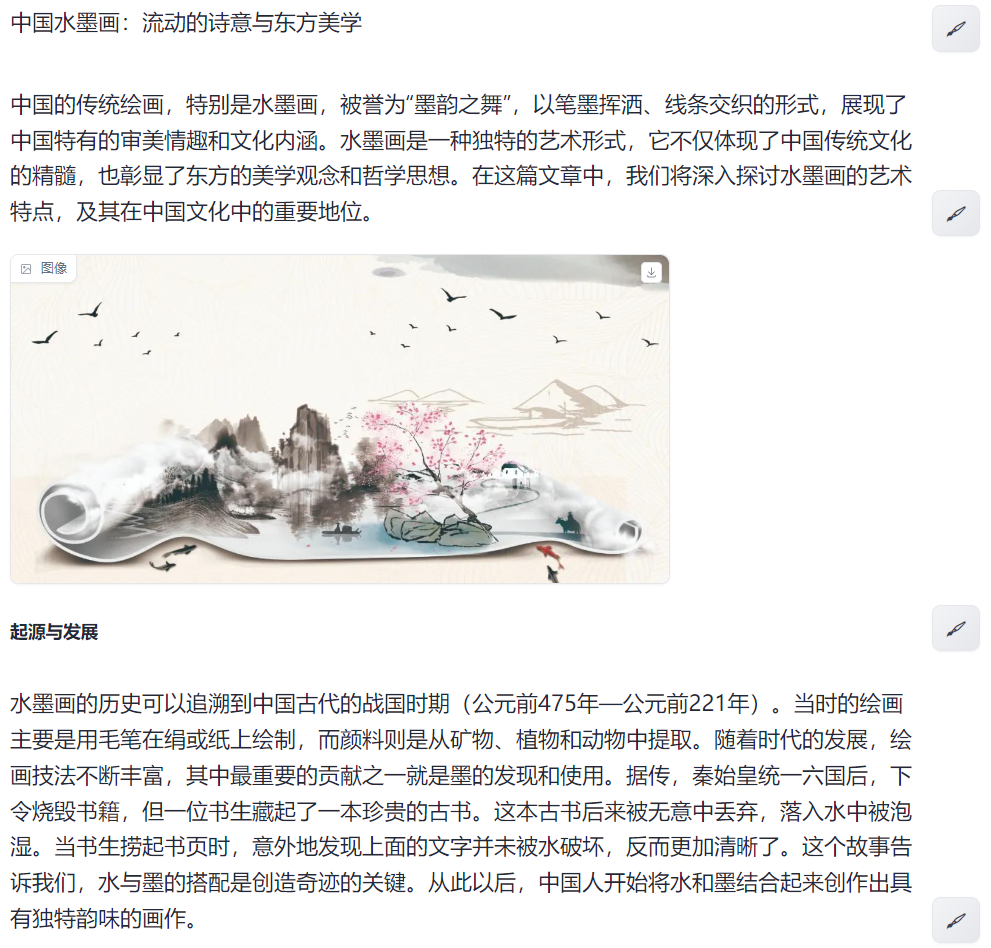 中国水墨画：流动的诗意与东方美学
中国的传统绘画，特别是水墨画，被誉为“墨韵之舞”，以笔墨挥洒、线条交织的形式，展现了
中国特有的审美情趣和文化内涵。水墨画是一种独特的艺术形式，它不仅体现了中国传统文化
的精髓，也彰显了东方的美学观念和哲学思想。在这篇文章中，我们将深入探讨水墨画的艺术
特点，及其在中国文化中的重要地位。
图像
起源与发展
水墨画的历史可以追溯到中国古代的战国时期（公元前475年—公元前221年）。当时的绘画
主要是用毛笔在绢或纸上绘制，而颜料则是从矿物、植物和动物中提取。随着时代的发展，绘
画技法不断丰富，其中最重要的贡献之一就是墨的发现和使用。据传，秦始皇统一六国后，下
令烧毁书籍，但一位书生藏起了一本珍贵的古书。这本古书后来被无意中丢弃，落入水中被泡
湿。当书生捞起书页时，意外地发现上面的文字并未被水破坏，反而更加清晰了。这个故事告
诉我们，水与墨的搭配是创造奇迹的关键。从此以后，中国人开始将水和墨结合起来创作出具
有独特韵味的画作。